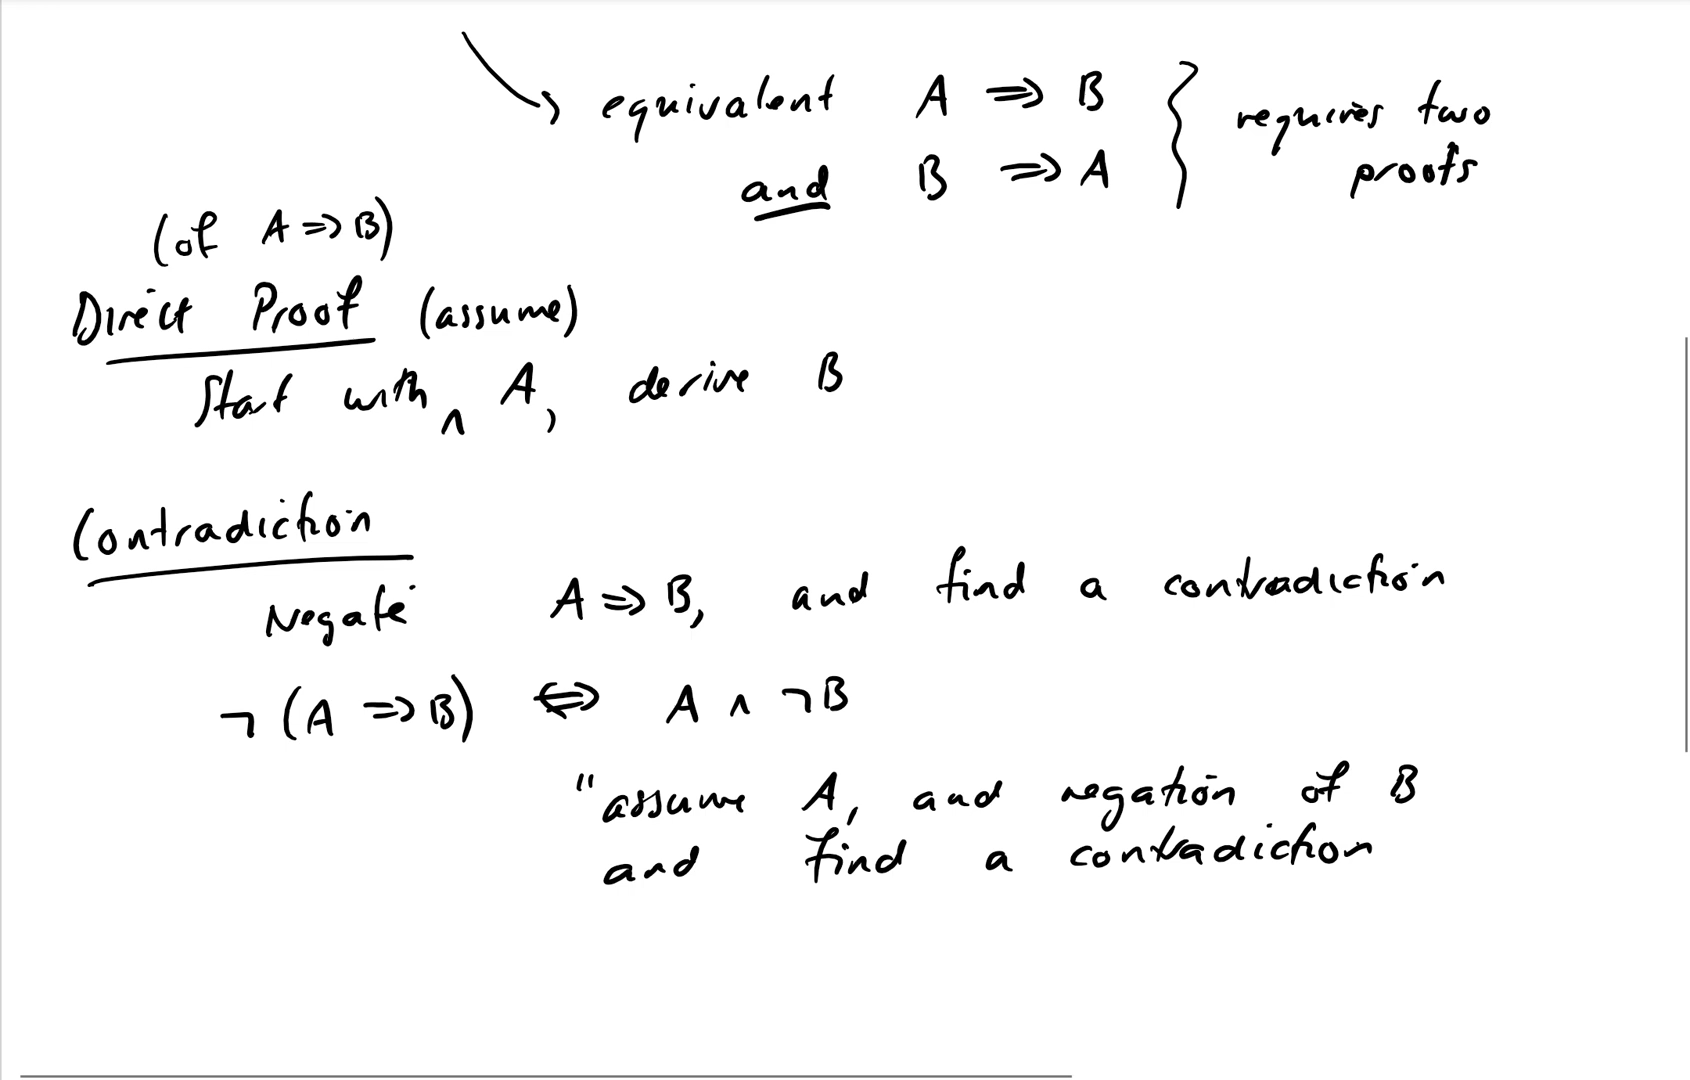 equivalent A ⇒ B } requires two
and B ⇒ A proofs
(of A ⇒ B)
Direct Proof (assume)
Start with ^ A, derive B
Contradiction
Negate A ⇒ B, and find a contradiction
¬ (A ⇒ B) ⇔ A ∧ ¬B
"assume A, and negation of B
and find a contradiction